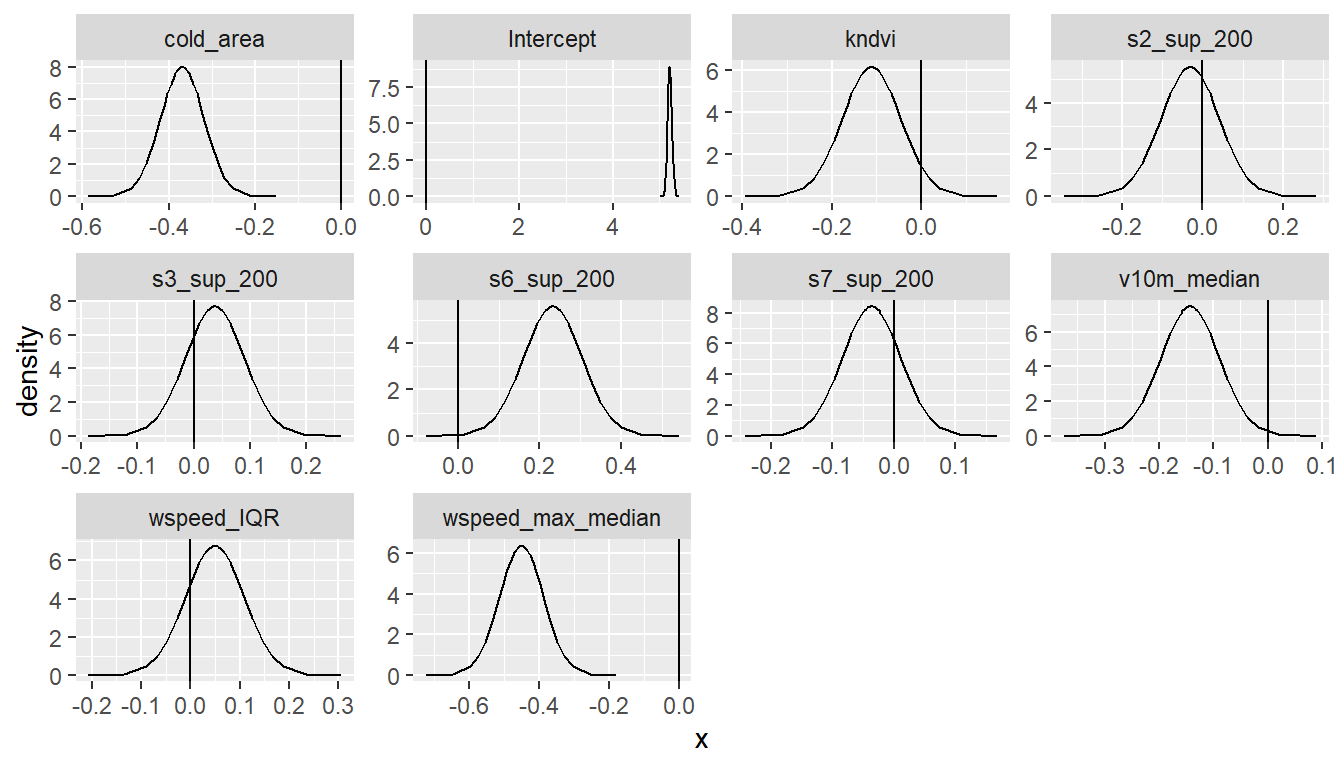 cold_area Intercept kndvi s2_sup_200
8 6 4 2 0
7.5 5.0 2.5 0.0
6 4 2 0
4 2 0
-0.6 -0.4 -0.2 0.0
0 2 4
-0.4 -0.2 0.0
-0.2 0.0 0.2
s3_sup_200 s6_sup_200 s7_sup_200 v10m_median
8 6 4 2 0
4 2 0
8 6 4 2 0
6 4 2 0
-0.2 -0.1 0.0 0.1 0.2
0.0 0.2 0.4
-0.2 -0.1 0.0 0.1
-0.3 -0.2 -0.1 0.0 0.1
density
wspeed_IQR wspeed_max_median
6 4 2 0
6 4 2 0
-0.2 -0.1 0.0 0.1 0.2 0.3
-0.6 -0.4 -0.2 0.0
x